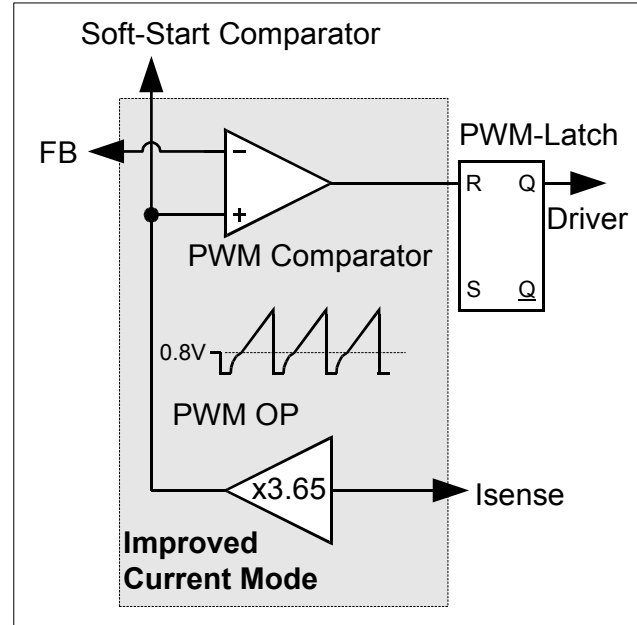 Soft-Start Comparator
FB
PWM-Latch
R Q
Driver
PWM Comparator
S Q
0.8V
PWM OP
x3.65
Isense
Improved
Current Mode